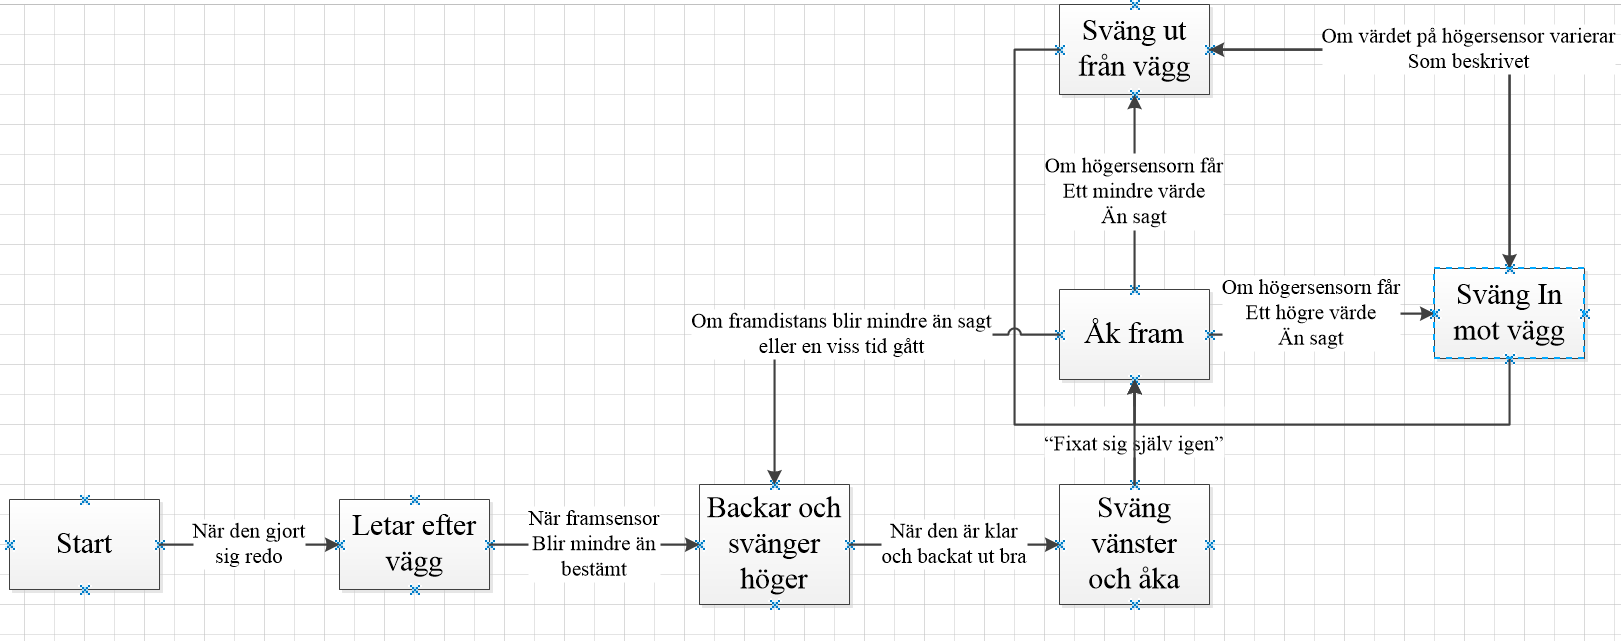 Sväng ut
från vägg
Om värdet på högersensor varierar
Som beskrivet
Om högersensorn får
Ett mindre värde
Än sagt
Om högersensorn får
Ett högre värde
Än sagt
Sväng In
mot vägg
Om framdistans blir mindre än sagt
eller en viss tid gått
Åk fram
“Fixat sig själv igen”
Start
När den gjort
sig redo
Letar efter
vägg
När framsensor
Blir mindre än
bestämt
Backar och
svänger
höger
När den är klar
och backat ut bra
Sväng
vänster
och åka